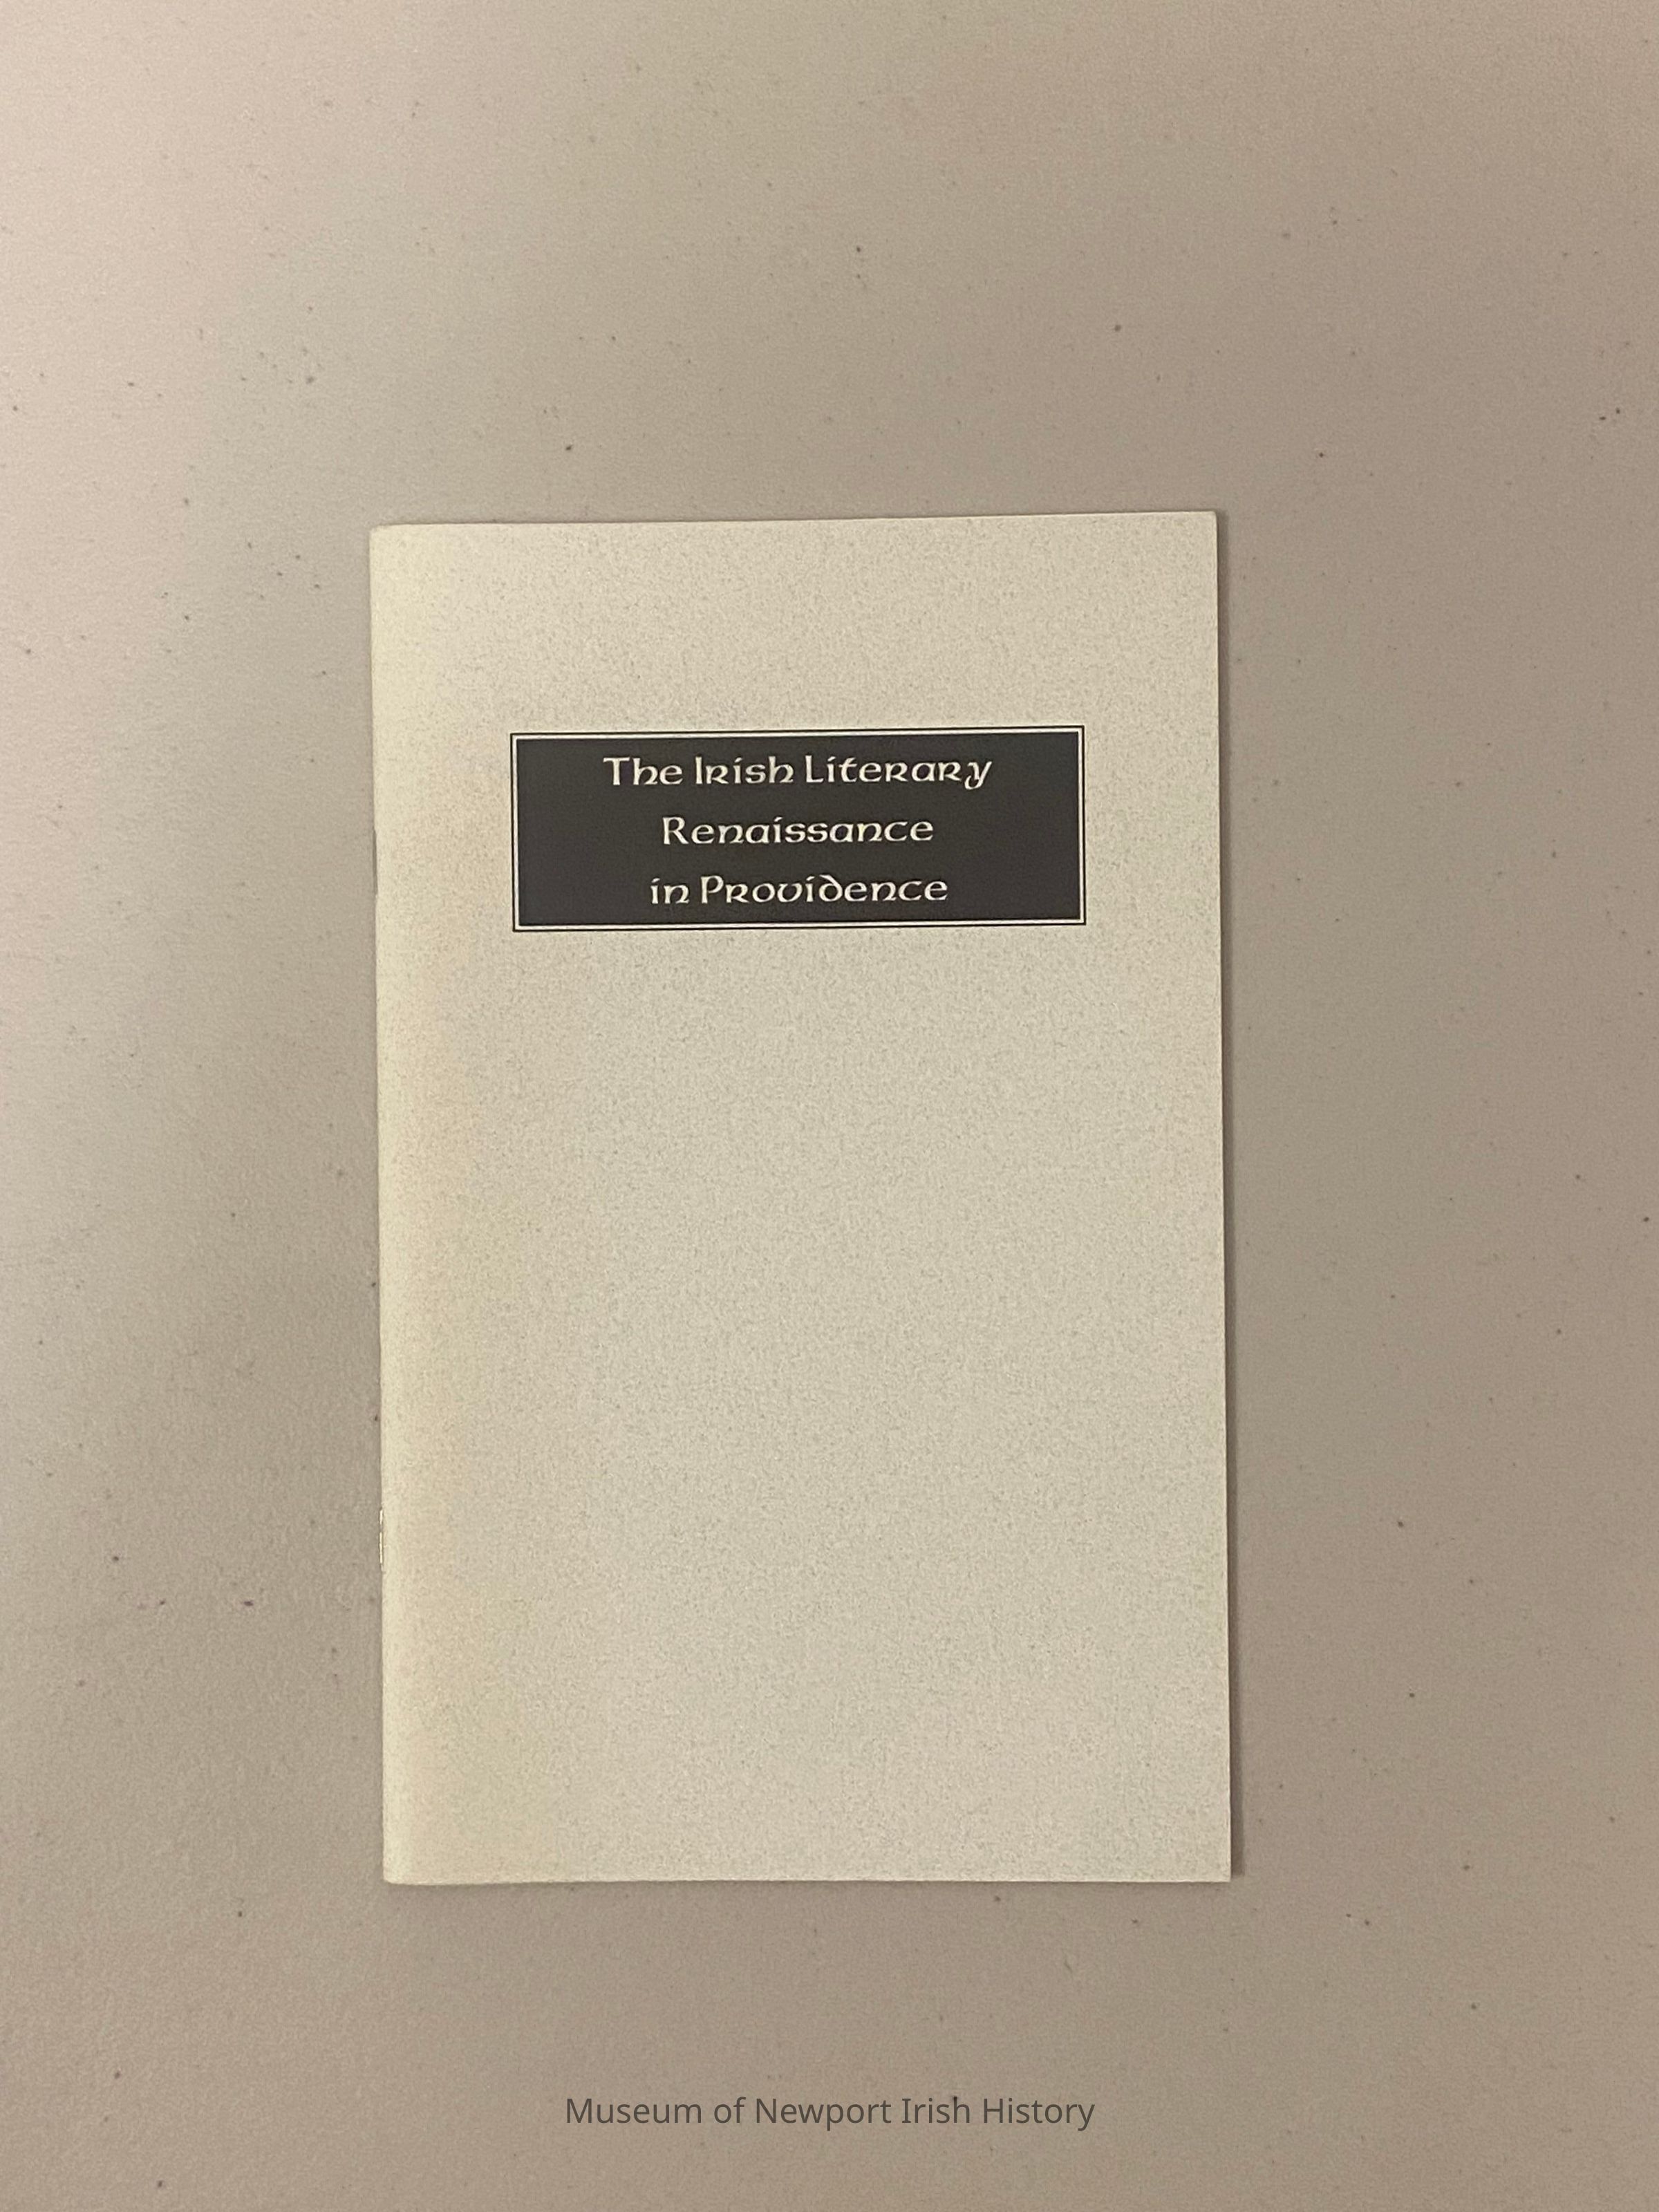 The Irish Literary
Renaissance
in Providence
Museum of Newport Irish History